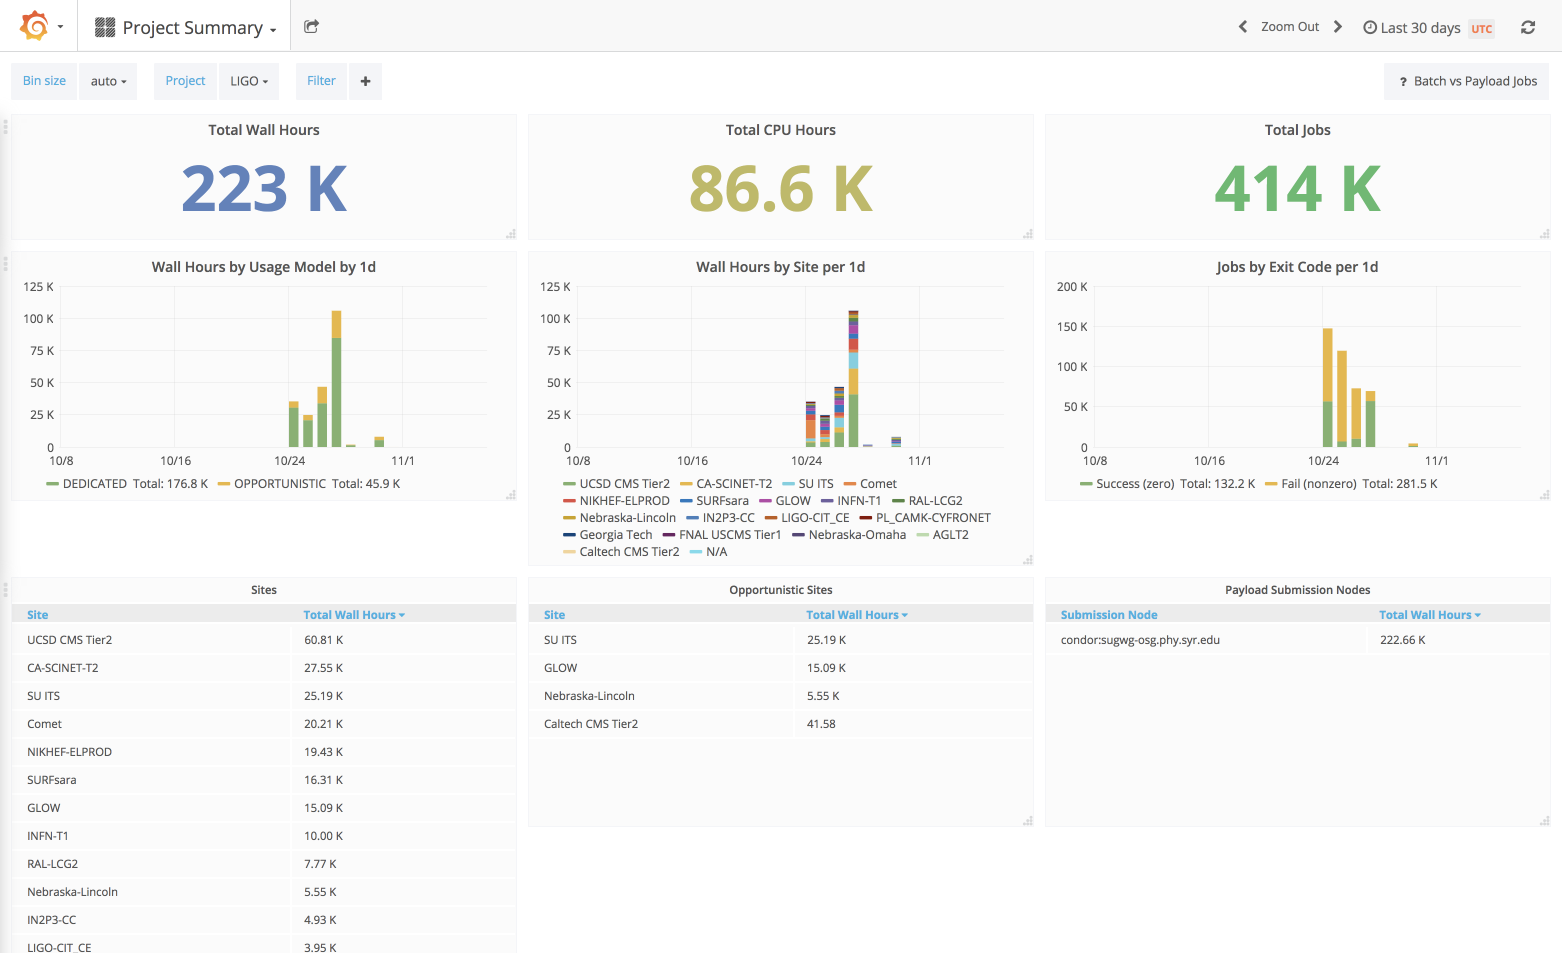 Project Summary
Zoom Out
Last 30 days UTC
Bin size auto Project LIGO Filter +
? Batch vs Payload Jobs
Total Wall Hours
223 K
Total CPU Hours
86.6 K
Total Jobs
414 K
Wall Hours by Usage Model by 1d
125 K
100 K
75 K
50 K
25 K
0
10/8 10/16 10/24 11/1
DEDICATED Total: 176.8 K OPPORTUNISTIC Total: 45.9 K
Wall Hours by Site per 1d
125 K
100 K
75 K
50 K
25 K
0
10/8 10/16 10/24 11/1
UCSD CMS Tier2 CA-SCINET-T2 SU ITS Comet
NIKHEF-ELPROD SURFsara GLOW INFN-T1 RAL-LCG2
Nebraska-Lincoln IN2P3-CC LIGO-CIT_CE PL_CAMK-CYFRONET
Georgia Tech FNAL USCMS Tier1 Nebraska-Omaha AGLT2
Caltech CMS Tier2 N/A
Jobs by Exit Code per 1d
200 K
150 K
100 K
50 K
0
10/8 10/16 10/24 11/1
Success (zero) Total: 132.2 K Fail (nonzero) Total: 281.5 K
Sites
Site Total Wall Hours
UCSD CMS Tier2 60.81 K
CA-SCINET-T2 27.55 K
SU ITS 25.19 K
Comet 20.21 K
NIKHEF-ELPROD 19.43 K
SURFsara 16.31 K
GLOW 15.09 K
INFN-T1 10.00 K
RAL-LCG2 7.77 K
Nebraska-Lincoln 5.55 K
IN2P3-CC 4.93 K
LIGO-CIT_CE 3.95 K
Opportunistic Sites
Site Total Wall Hours
SU ITS 25.19 K
GLOW 15.09 K
Nebraska-Lincoln 5.55 K
Caltech CMS Tier2 41.58
Payload Submission Nodes
Submission Node Total Wall Hours
condor:sugwg-osg.phy.syr.edu 222.66 K